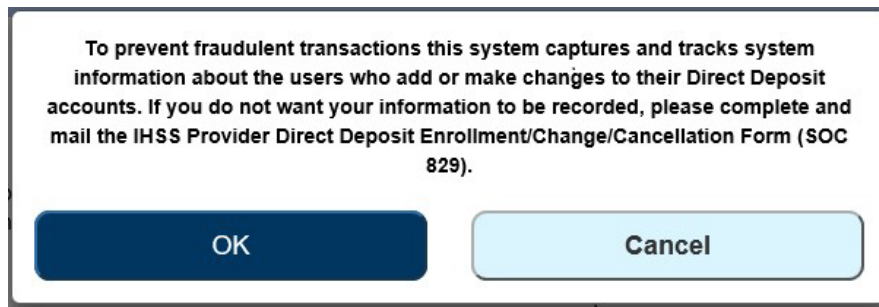 To prevent fraudulent transactions this system captures and tracks system
information about the users who add or make changes to their Direct Deposit
accounts. If you do not want your information to be recorded, please complete and
mail the IHSS Provider Direct Deposit Enrollment/Change/Cancellation Form (SOC
829).
OK
Cancel